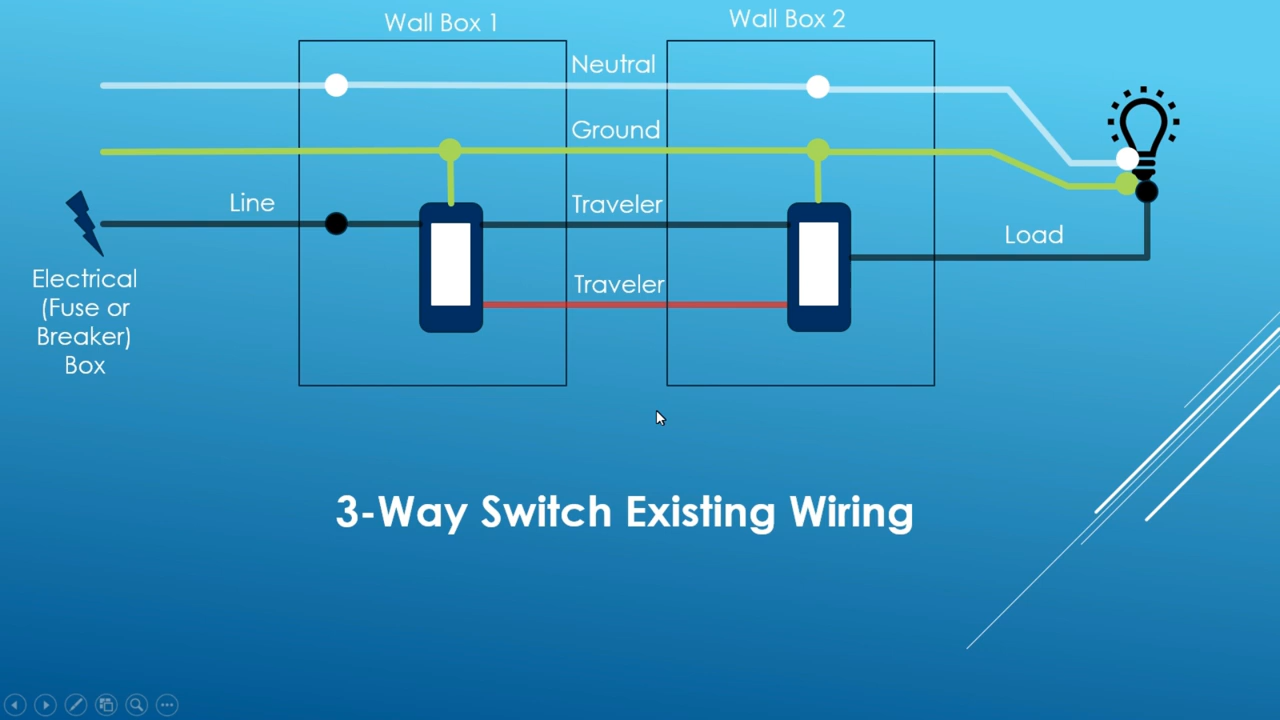 Wall Box 1
Wall Box 2
Neutral
Ground
Line
Traveler
Load
Traveler
Electrical
(Fuse or
Breaker)
Box
3-Way Switch Existing Wiring